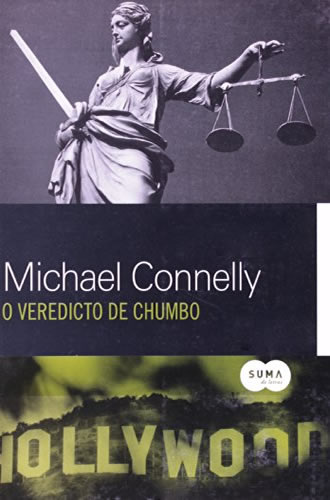 Michael Connelly
O VEREDICTO DE CHUMBO
SUMA
de letras
HOLLYWOOD